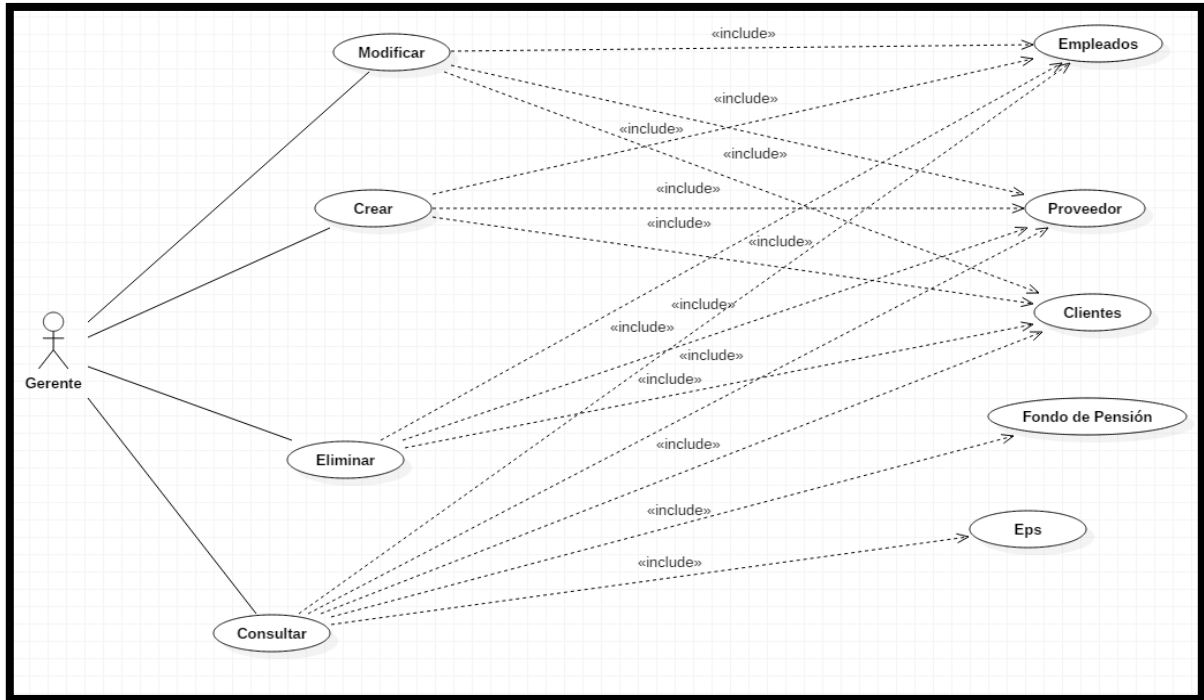 Modificar
«include»
Empleados
«include»
«include»
«include»
Crear
«include»
Proveedor
«include»
«include»
«include»
Clientes
«include»
«include»
Gerente
«include»
Fondo de Pensión
«include»
Eliminar
«include»
Eps
«include»
Consultar